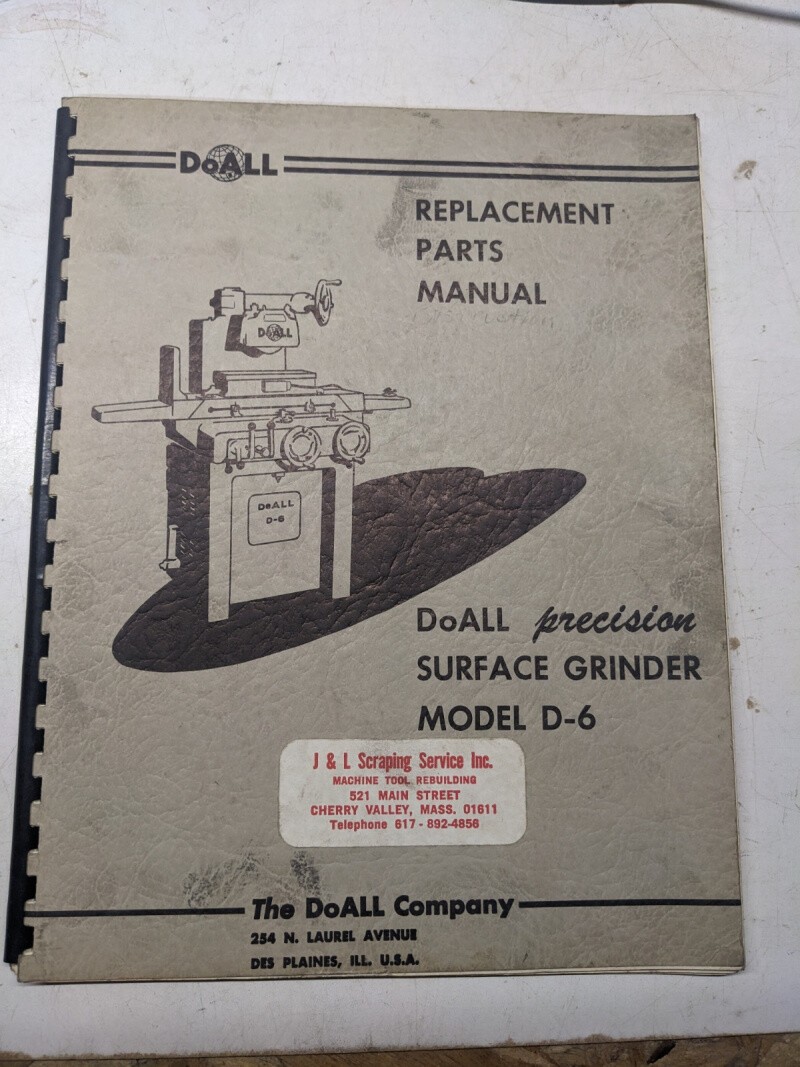 DoALL
REPLACEMENT
PARTS
MANUAL
DoALL
DoALL
D-6
DoALL precision
SURFACE GRINDER
MODEL D-6
J & L Scraping Service Inc.
MACHINE TOOL REBUILDING
521 MAIN STREET
CHERRY VALLEY, MASS. 01611
Telephone 617 - 892-4856
The DoALL Company
254 N. LAUREL AVENUE
DES PLAINES, ILL. U.S.A.